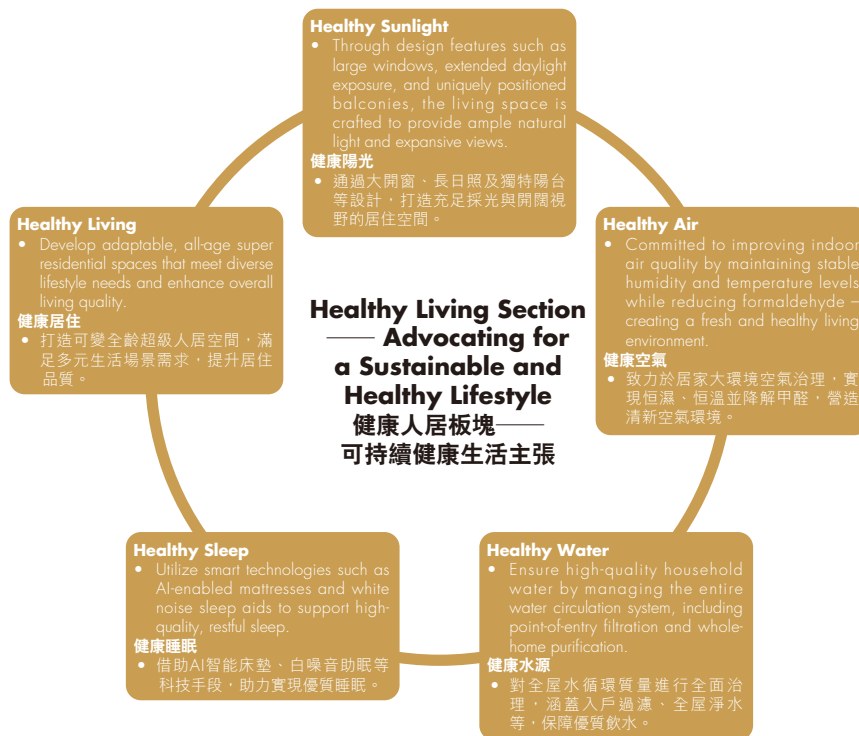 Healthy Sunlight
• Through design features such as
large windows, extended daylight
exposure, and uniquely positioned
balconies, the living space is
crafted to provide ample natural
light and expansive views.
健康陽光
• 通過大開窗、長日照及獨特陽台
等設計，打造充足採光與開闊視
野的居住空間。
Healthy Living
• Develop adaptable, all-age super
residential spaces that meet diverse
lifestyle needs and enhance overall
living quality.
健康居住
• 打造可變全齡超級人居空間，滿
足多元生活場景需求，提升居住
品質。
Healthy Air
• Committed to improving indoor
air quality by maintaining stable
humidity and temperature levels
while reducing formaldehyde –
creating a fresh and healthy living
environment.
健康空氣
• 致力於居家大環境空氣治理，實
現恒濕、恒溫並降解甲醛，營造
清新空氣環境。
Healthy Living Section
—— Advocating for
a Sustainable and
Healthy Lifestyle
健康人居板塊——
可持續健康生活主張
Healthy Sleep
• Utilize smart technologies such as
AI-enabled mattresses and white
noise sleep aids to support high-
quality, restful sleep.
健康睡眠
• 借助AI智能床墊、白噪音助眠等
科技手段，助力實現優質睡眠。
Healthy Water
• Ensure high-quality household
water by managing the entire
water circulation system, including
point-of-entry filtration and whole-
home purification.
健康水源
• 對全屋水循環質量進行全面治
理，涵蓋入戶過濾、全屋淨水
等，保障優質飲水。